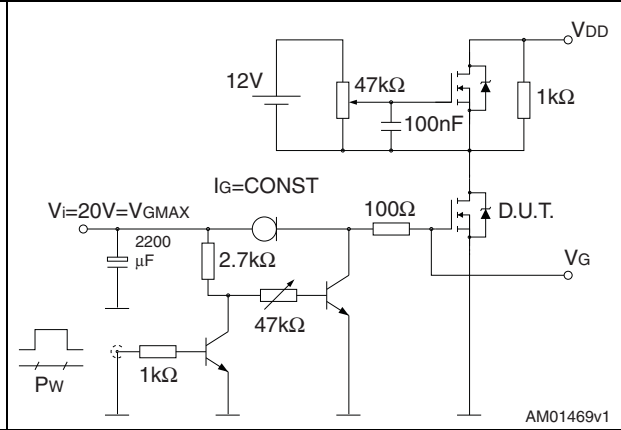 VDD
12V
47kΩ
1kΩ
100nF
IG=CONST
Vi=20V=VGMAX
100Ω
D.U.T.
2200
μF
2.7kΩ
VG
47kΩ
1kΩ
PW
AM01469v1